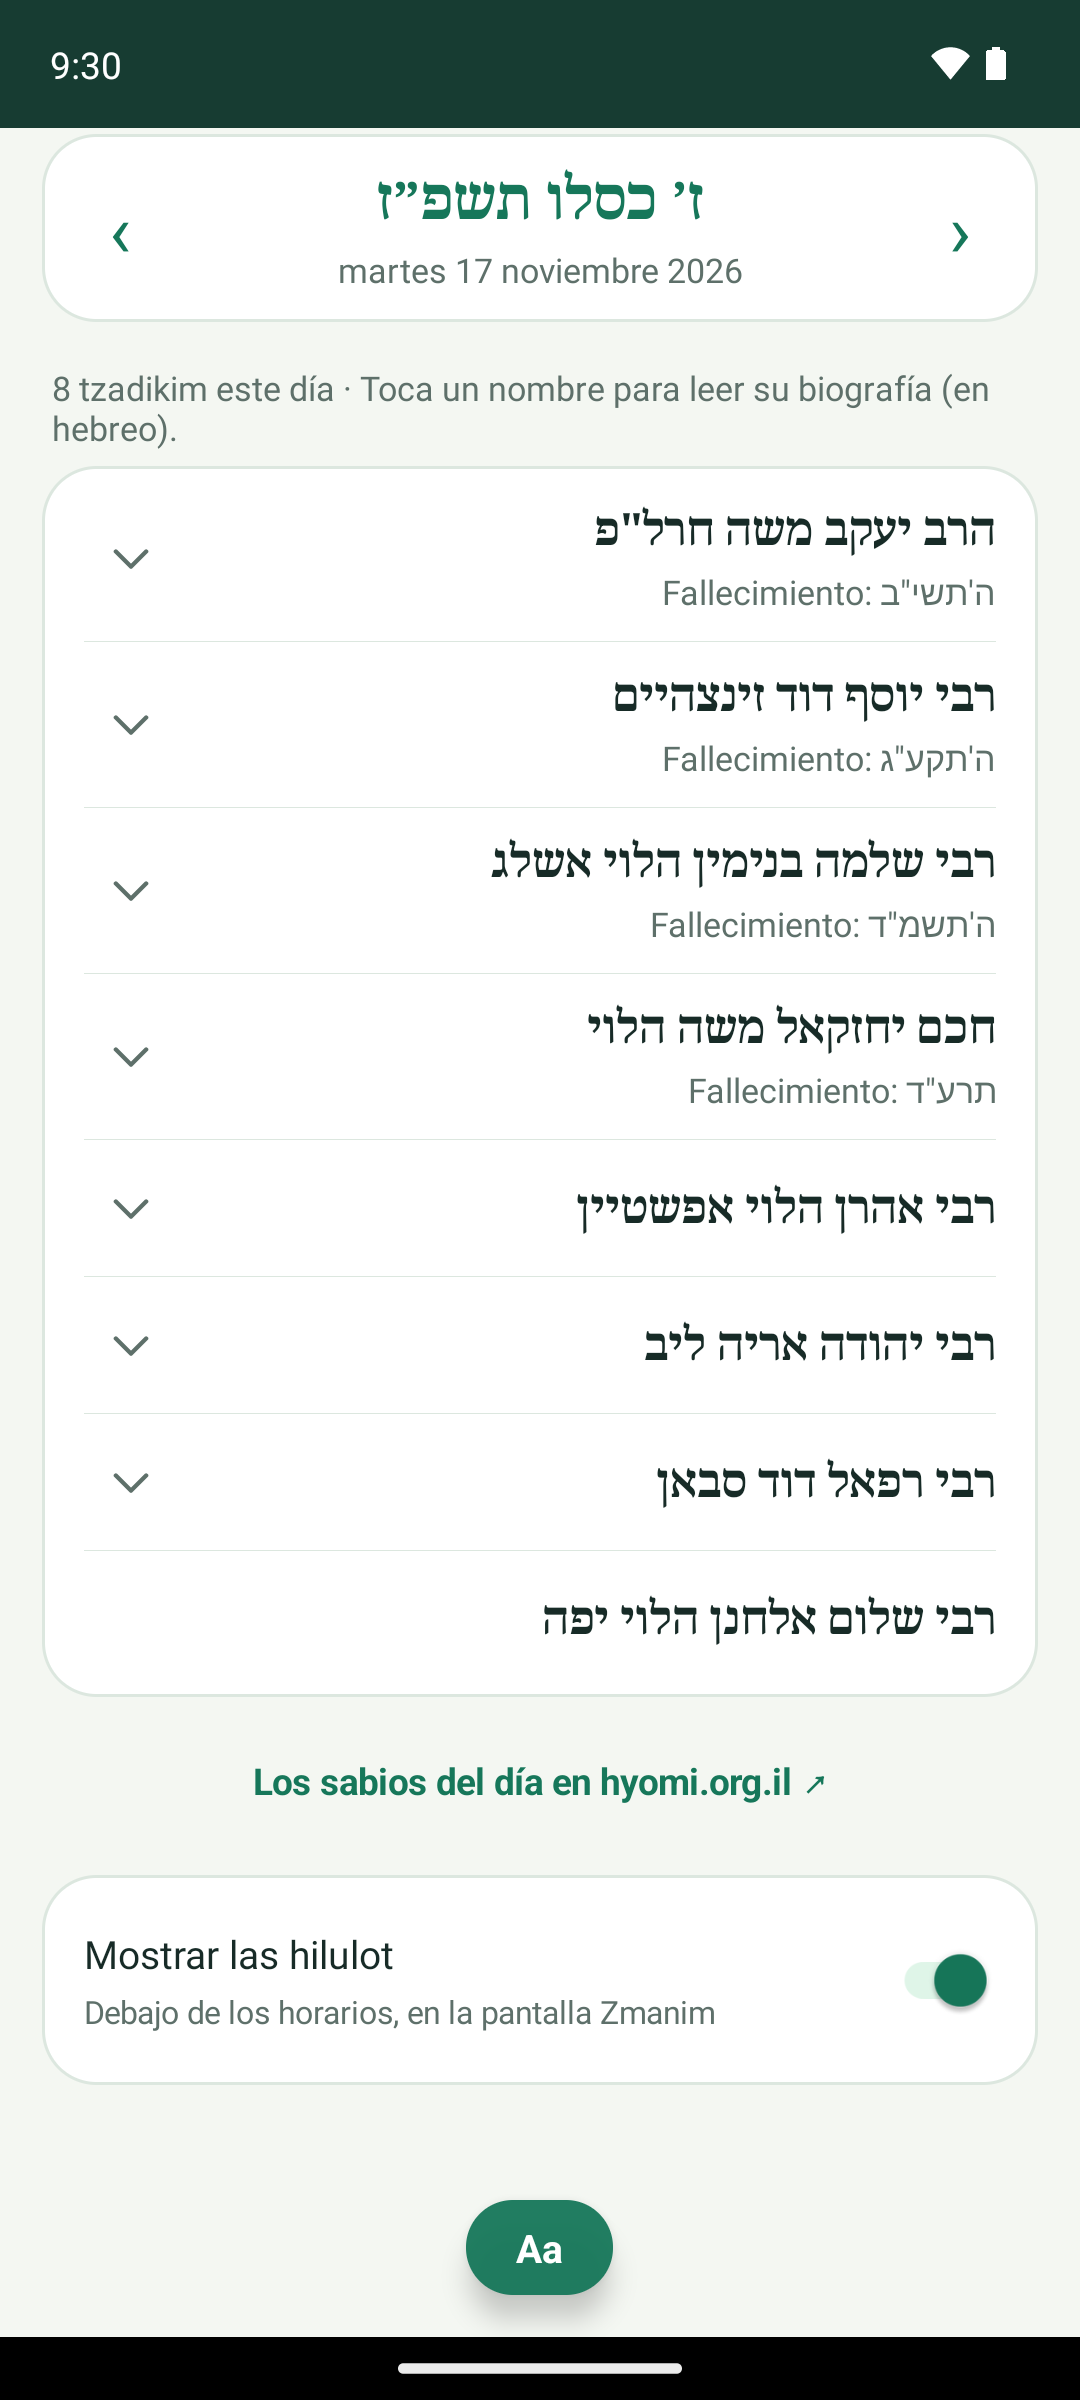 9:30
ז׳ כסלו תשפ״ז
martes 17 noviembre 2026
8 tzadikim este día · Toca un nombre para leer su biografía (en
hebreo).
הרב יעקב משה חרל"פ
Fallecimiento: ה'תשי"ב
רבי יוסף דוד זינצהיים
Fallecimiento: ה'תקע"ג
רבי שלמה בנימין הלוי אשלג
Fallecimiento: ה'תשמ"ד
חכם יחזקאל משה הלוי
Fallecimiento: תרע"ד
רבי אהרן הלוי אפשטיין
רבי יהודה אריה ליב
רבי רפאל דוד סבאן
רבי שלום אלחנן הלוי יפה
Los sabios del día en hyomi.org.il ↗
Mostrar las hilulot
Debajo de los horarios, en la pantalla Zmanim
Aa